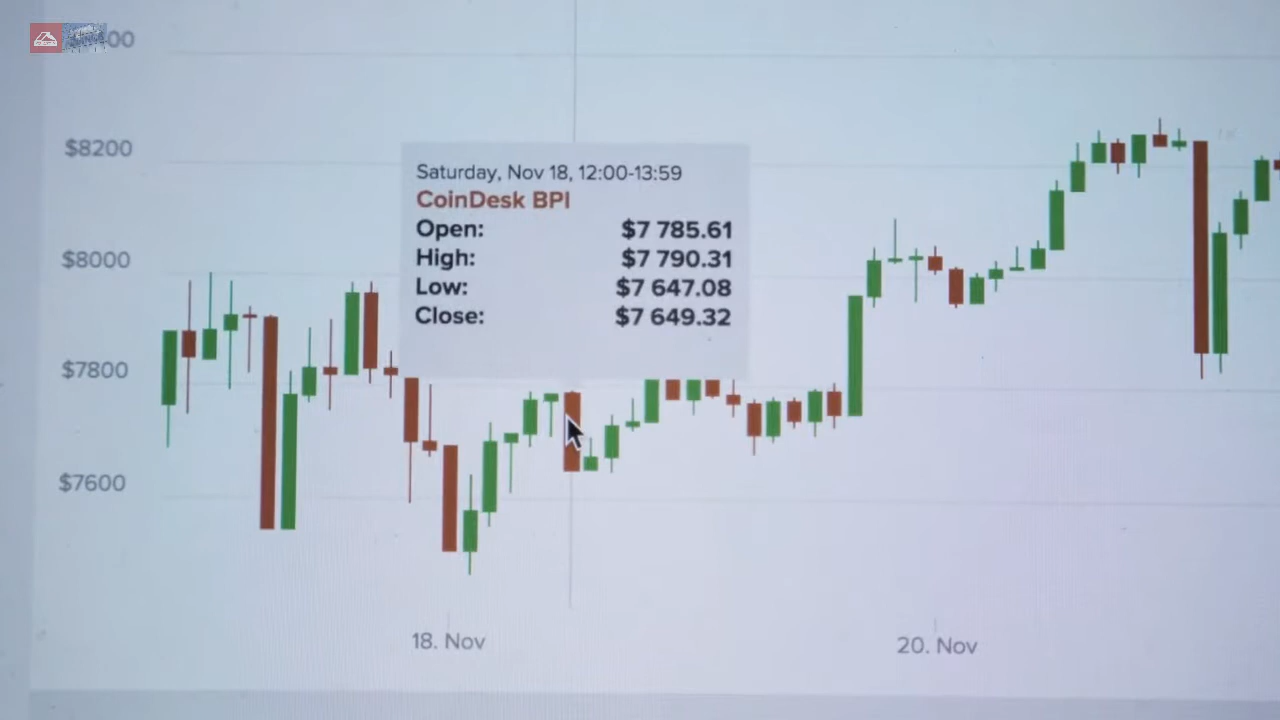 $8200
Saturday, Nov 18, 12:00-13:59
CoinDesk BPI
Open: $7 785.61
High: $7 790.31
Low: $7 647.08
Close: $7 649.32
$8000
$7800
$7600
18. Nov
20. Nov